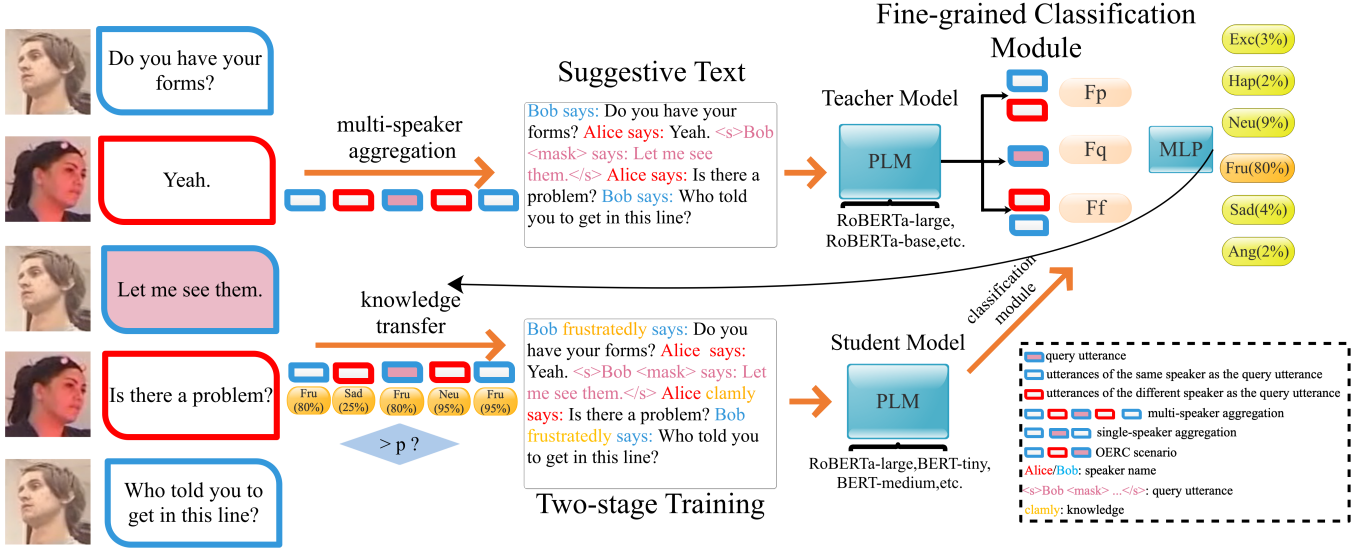 Do you have your
forms?
Yeah.
Let me see them.
Is there a problem?
Who told you to
get in this line?
multi-speaker
aggregation
knowledge
transfer
Fru
(80%)
Sad
(25%)
Fru
(80%)
Neu
(95%)
Fru
(95%)
> p ?
Suggestive Text
Bob says: Do you have your
forms? Alice says: Yeah. <s>Bob
<mask> says: Let me see
them.</s> Alice says: Is there a
problem? Bob says: Who told
you to get in this line?
Bob frustratedly says: Do you
have your forms? Alice says:
Yeah. <s>Bob <mask> says: Let
me see them.</s> Alice clamly
says: Is there a problem? Bob
frustratedly says: Who told you
to get in this line?
Two-stage Training
Teacher Model
PLM
RoBERTa-large,
RoBERTa-base,etc.
Student Model
PLM
RoBERTa-large,BERT-tiny,
BERT-medium,etc.
classification
module
Fine-grained Classification
Module
Fp
Fq
Ff
MLP
Exc(3%)
Hap(2%)
Neu(9%)
Fru(80%)
Sad(4%)
Ang(2%)
query utterance
utterances of the same speaker as the query utterance
utterances of the different speaker as the query utterance
multi-speaker aggregation
single-speaker aggregation
OERC scenario
Alice/Bob: speaker name
<s>Bob <mask> ...</s>: query utterance
clamly: knowledge